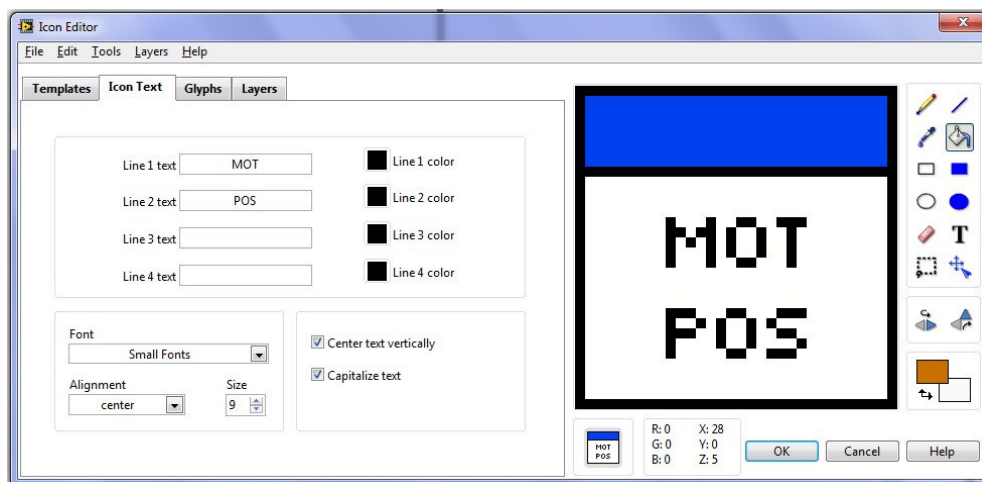 Icon Editor
File Edit Tools Layers Help
Templates Icon Text Glyphs Layers
Line 1 text MOT Line 1 color
Line 2 text POS Line 2 color
Line 3 text Line 3 color
Line 4 text Line 4 color
Font
Small Fonts
Alignment Size
center 9
Center text vertically
Capitalize text
MOT
POS
T
MOT
POS
R: 0 X: 28
G: 0 Y: 0
B: 0 Z: 5
OK Cancel Help